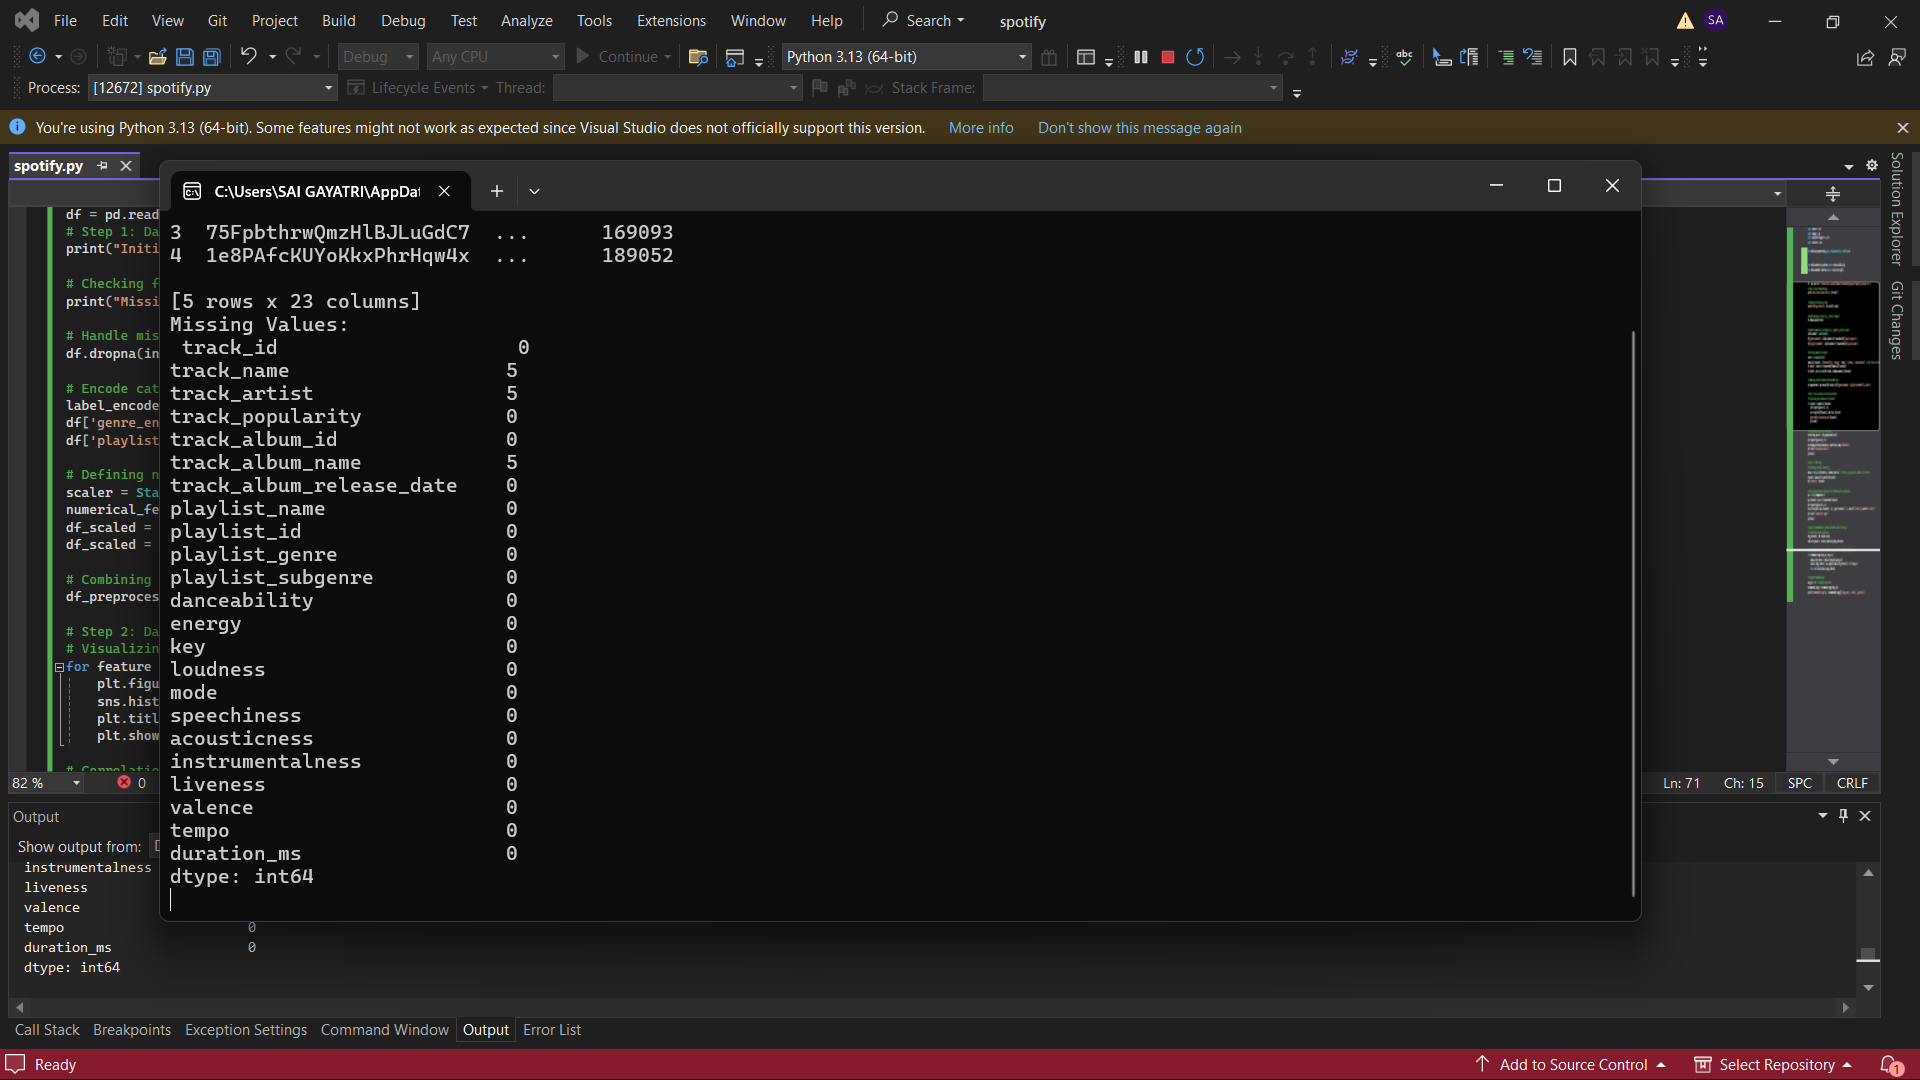 File Edit View Git Project Build Debug Test Analyze Tools Extensions Window Help Search spotify SA
Debug Any CPU Continue Python 3.13 (64-bit)
Process: [12672] spotify.py Lifecycle Events Thread: Stack Frame:
You're using Python 3.13 (64-bit). Some features might not work as expected since Visual Studio does not officially support this version. More info Don't show this message again
spotify.py
C:\Users\SAI GAYATRI\AppDat
df = pd.read
# Step 1: Da
print("Initi
# Checking f
print("Missi
# Handle mis
df.dropna(in
# Encode cat
label_encode
df['genre_en
df['playlist
# Defining n
scaler = Sta
numerical_fe
df_scaled =
df_scaled =
# Combining
df_preproces
# Step 2: Da
# Visualizin
for feature
plt.figu
sns.hist
plt.titl
plt.show
# Correlatio
3 75FpbthrwQmzHlBJLuGdC7 ... 169093
4 1e8PAfcKUYoKkxPhrHqw4x ... 189052
[5 rows x 23 columns]
Missing Values:
track_id 0
track_name 5
track_artist 5
track_popularity 0
track_album_id 0
track_album_name 5
track_album_release_date 0
playlist_name 0
playlist_id 0
playlist_genre 0
playlist_subgenre 0
danceability 0
energy 0
key 0
loudness 0
mode 0
speechiness 0
acousticness 0
instrumentalness 0
liveness 0
valence 0
tempo 0
duration_ms 0
dtype: int64
Solution Explorer
Git Changes
82 % 0 Ln: 71 Ch: 15 SPC CRLF
Output
Show output from:
instrumentalness
liveness
valence
tempo 0
duration_ms 0
dtype: int64
Call Stack Breakpoints Exception Settings Command Window Output Error List
Ready Add to Source Control Select Repository 1